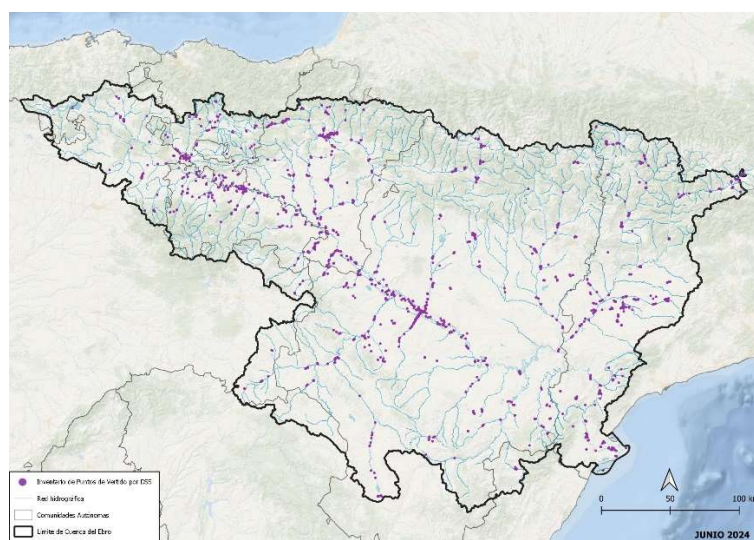 Inventario de Puntos de Vertido por DSS
Red hidrográfica
Comunidades Autónomas
Límite de Cuenca del Ebro
0 50 100 km
JUNIO 2024